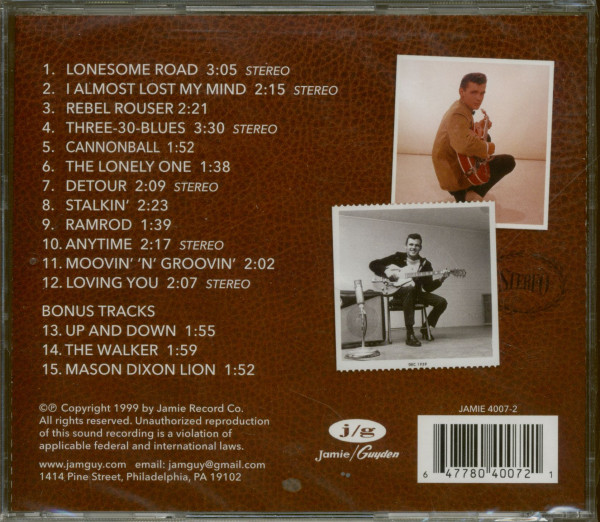 1. LONESOME ROAD 3:05 STEREO
2. I ALMOST LOST MY MIND 2:15 STEREO
3. REBEL ROUSER 2:21
4. THREE-30-BLUES 3:30 STEREO
5. CANNONBALL 1:52
6. THE LONELY ONE 1:38
7. DETOUR 2:09 STEREO
8. STALKIN' 2:23
9. RAMROD 1:39
10. ANYTIME 2:17 STEREO
11. MOOVIN' 'N' GROOVIN' 2:02
12. LOVING YOU 2:07 STEREO
BONUS TRACKS
13. UP AND DOWN 1:55
14. THE WALKER 1:59
15. MASON DIXON LION 1:52
STEREO
DEC 1959
©℗ Copyright 1999 by Jamie Record Co.
All rights reserved. Unauthorized reproduction
of this sound recording is a violation of
applicable federal and international laws.
www.jamguy.com email: jamguy@gmail.com
1414 Pine Street, Philadelphia, PA 19102
j/g
Jamie/Guyden
JAMIE 4007-2
6 47780 40072 1